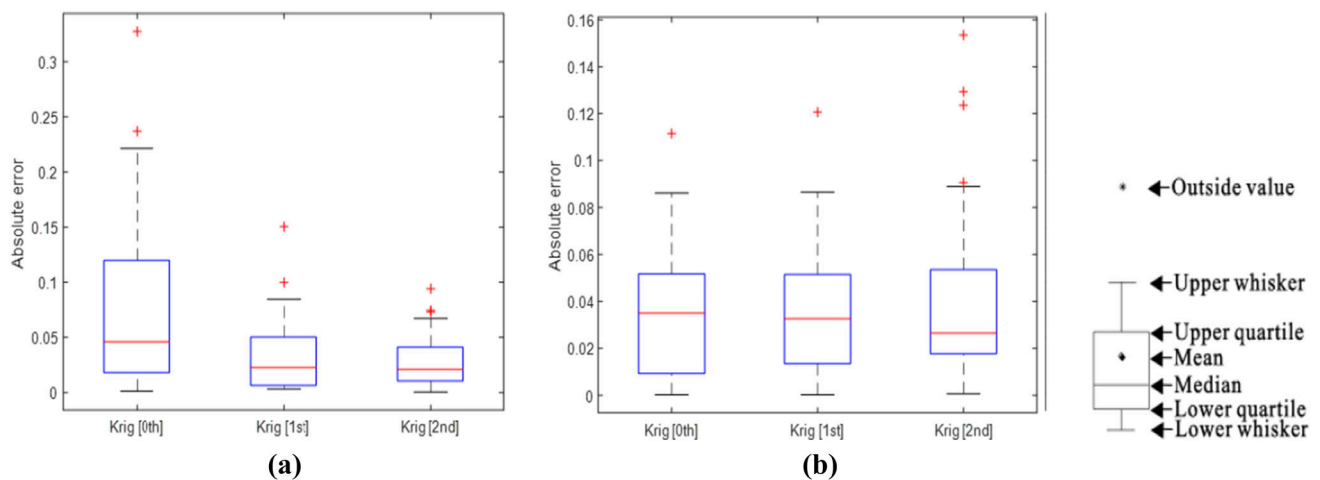 Absolute error
0.3
0.25
0.2
0.15
0.1
0.05
0
Krig [0th]
Krig [1st]
Krig [2nd]
(a)
Absolute error
0.16
0.14
0.12
0.1
0.08
0.06
0.04
0.02
0
Krig [0th]
Krig [1st]
Krig [2nd]
(b)
Outside value
Upper whisker
Upper quartile
Mean
Median
Lower quartile
Lower whisker